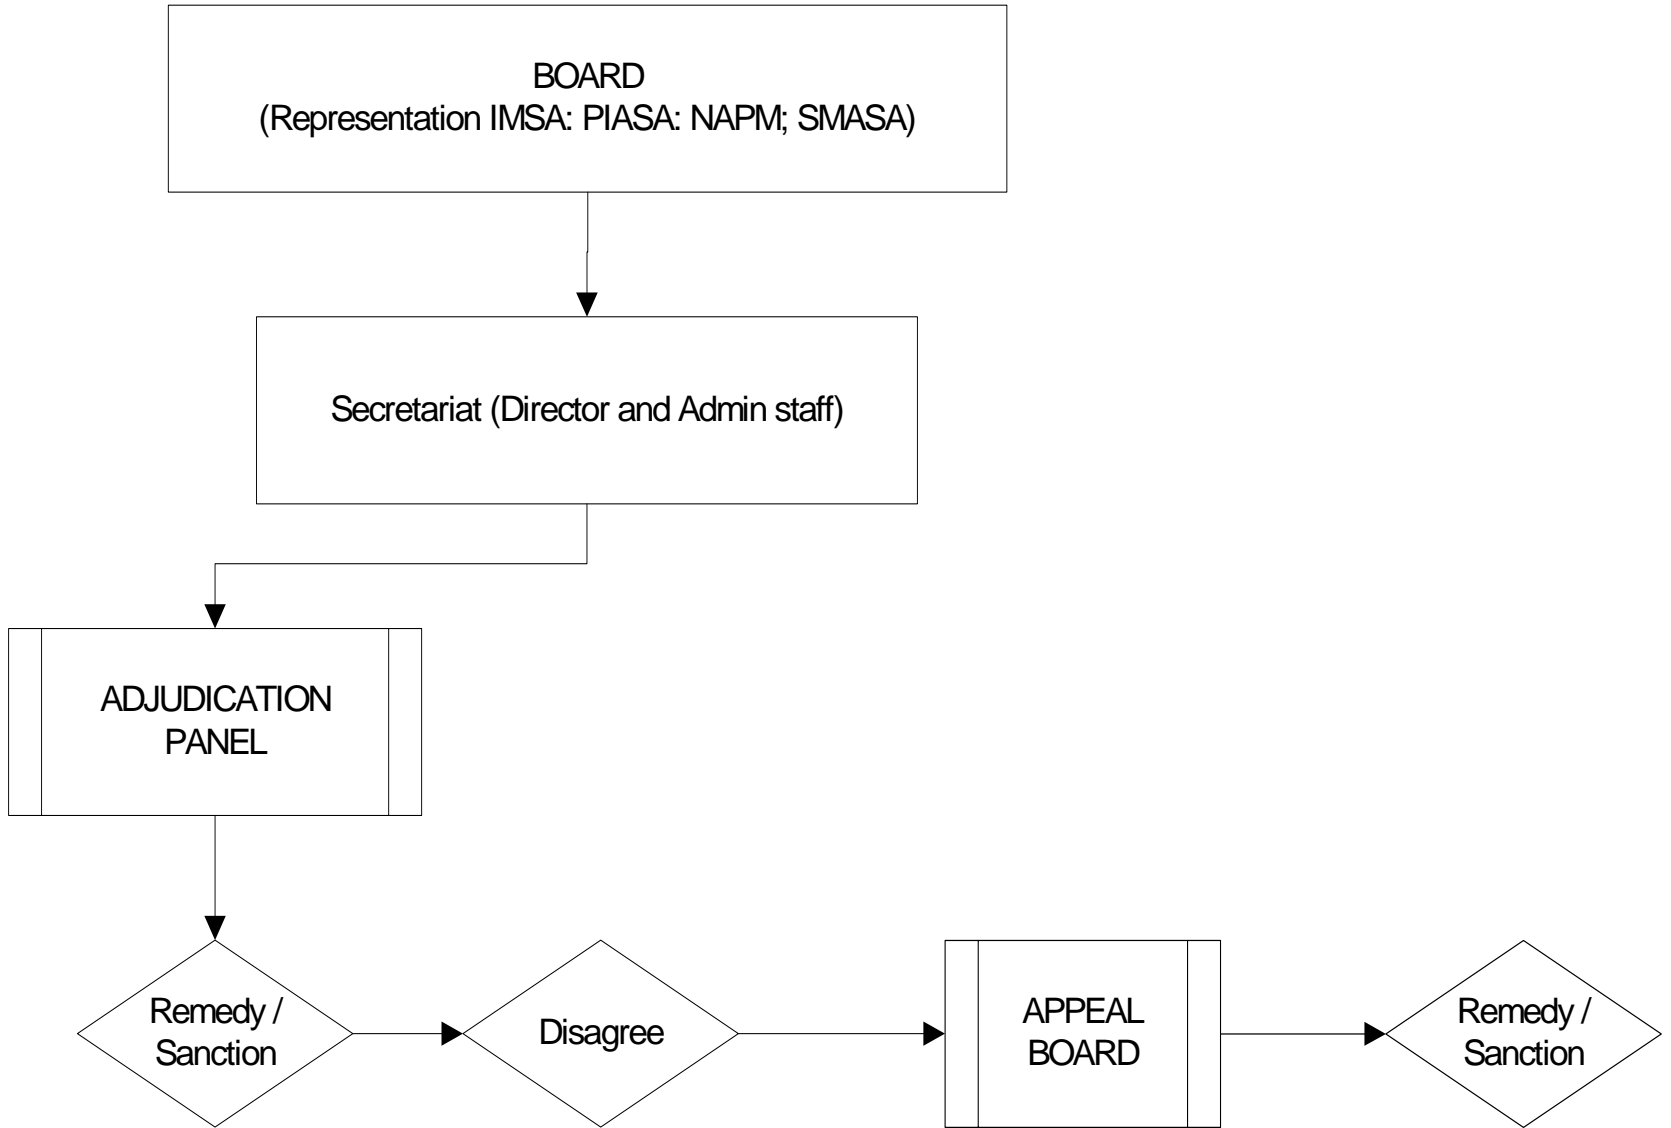 BOARD
(Representation IMSA: PIASA: NAPM; SMASA)
Secretariat (Director and Admin staff)
ADJUDICATION
PANEL
Remedy /
Sanction
Disagree
APPEAL
BOARD
Remedy /
Sanction